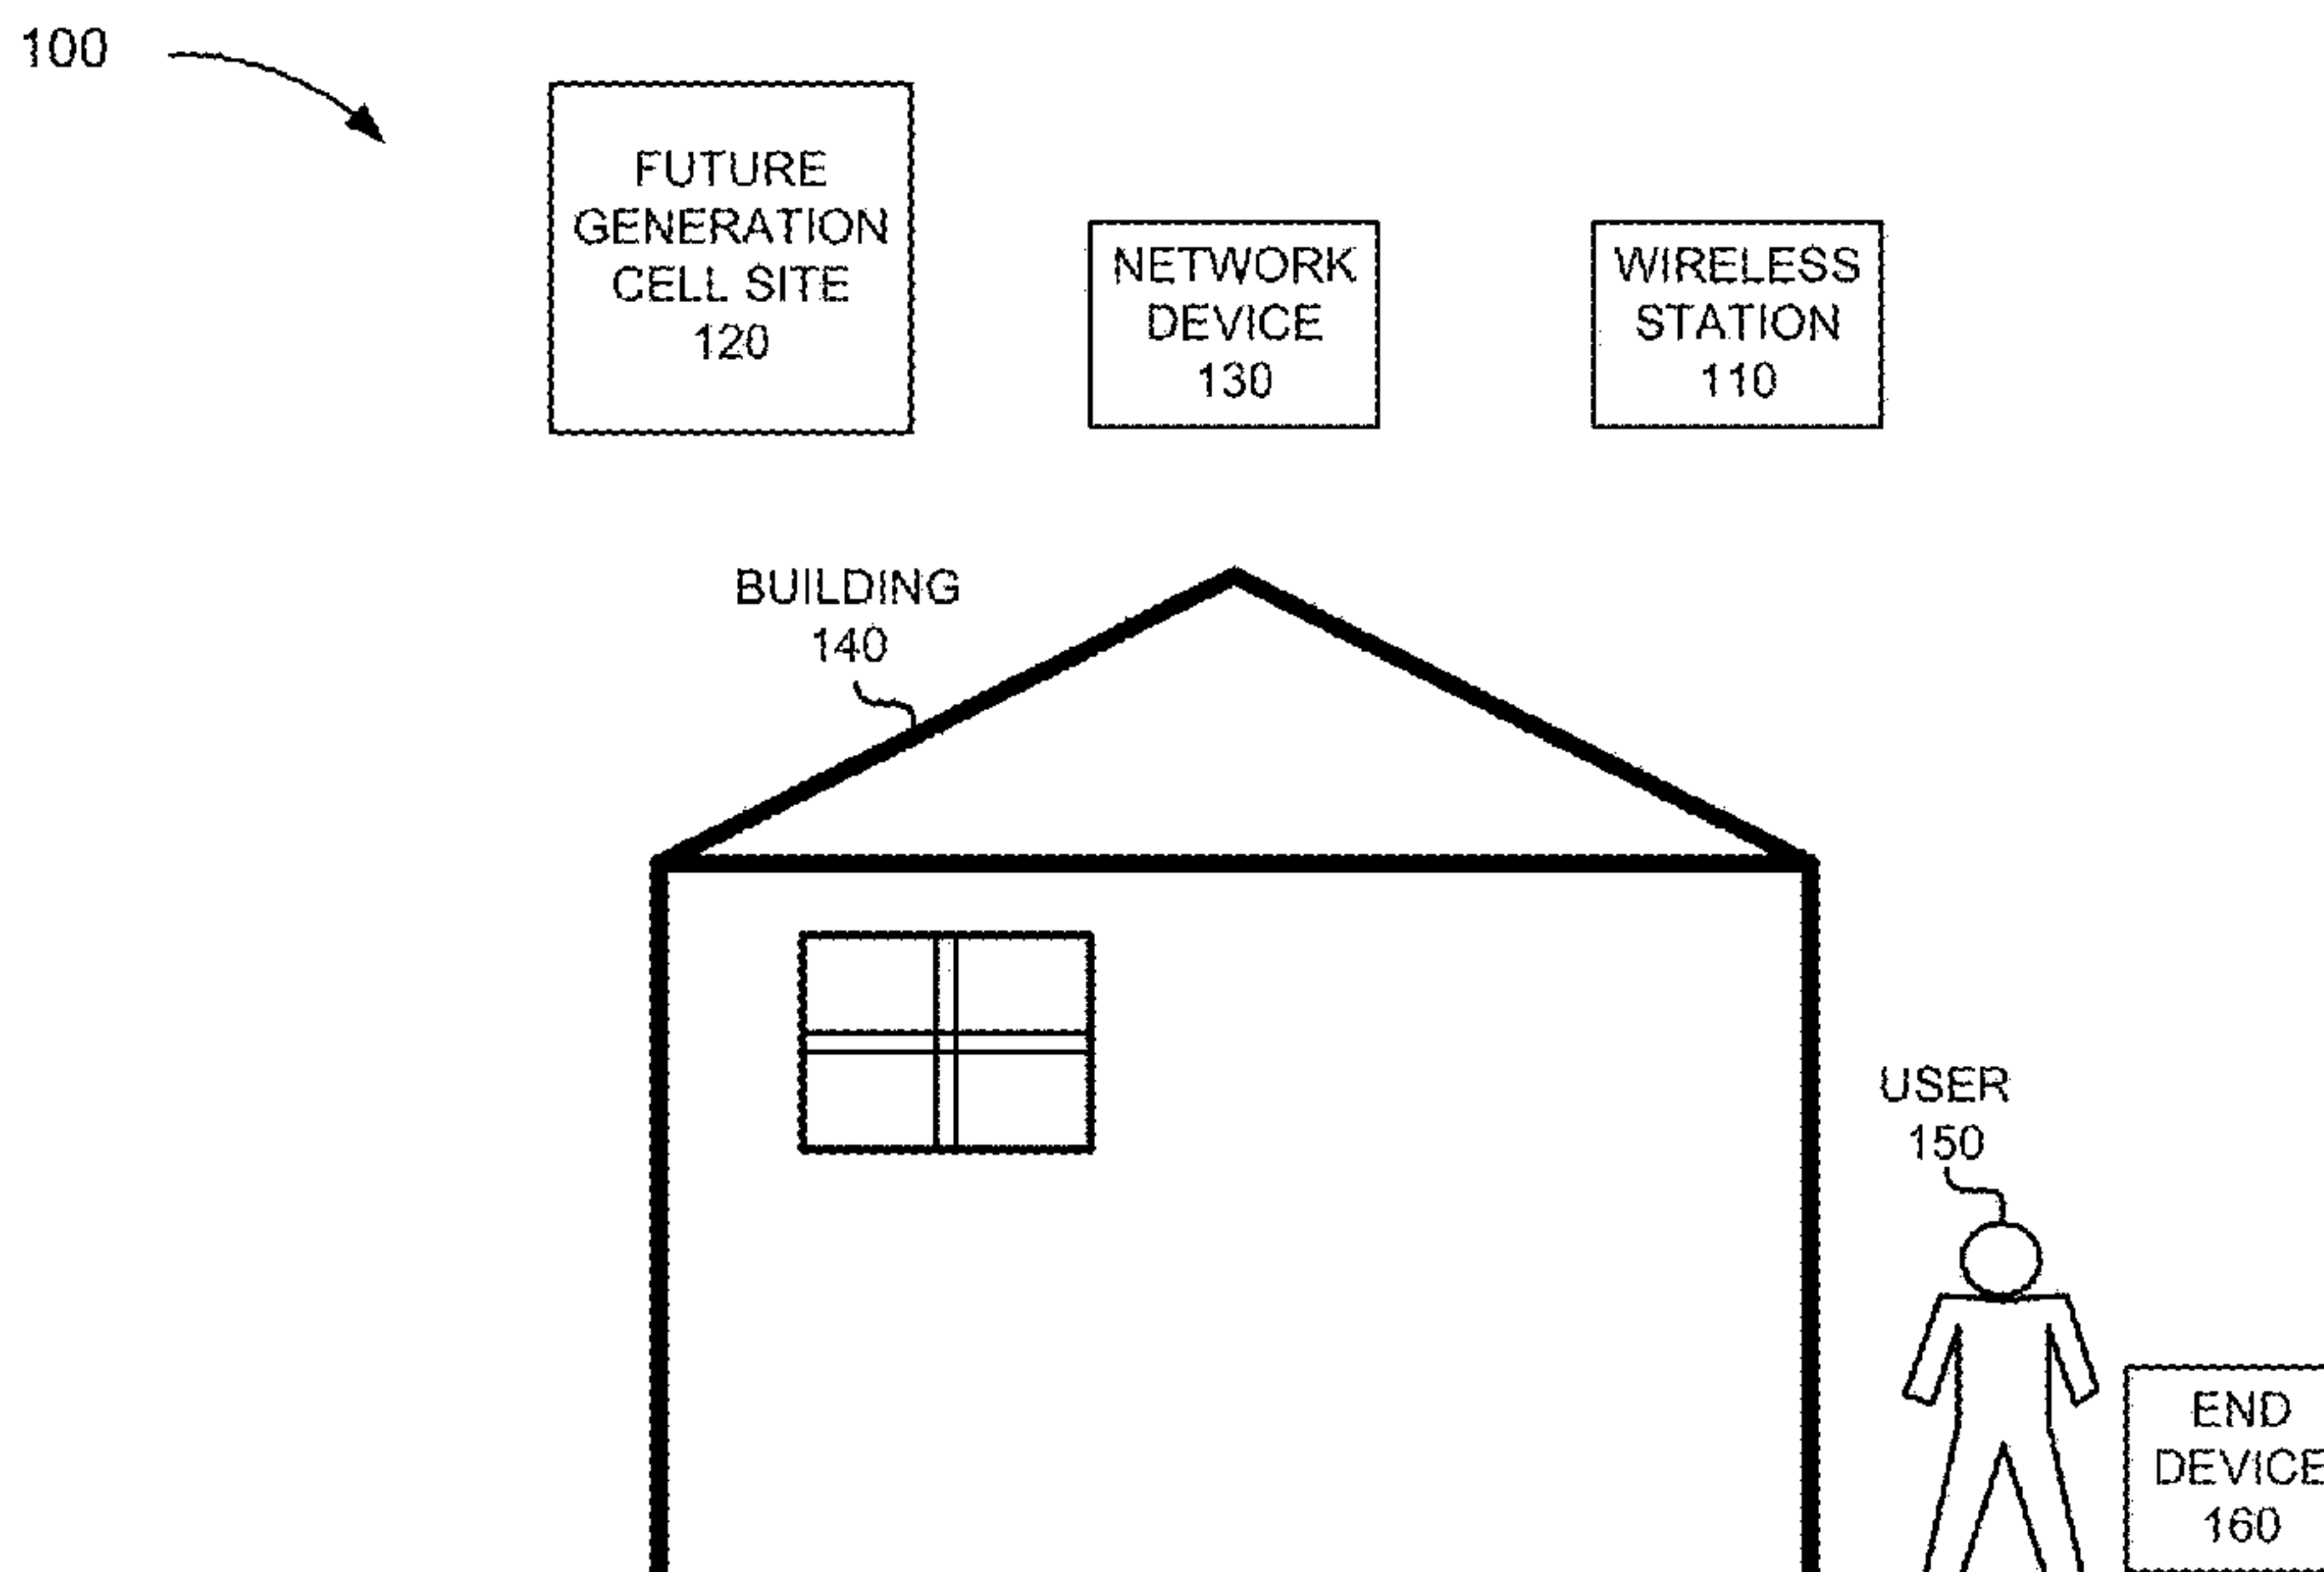 100
FUTURE
GENERATION
CELL SITE
120
NETWORK
DEVICE
130
WIRELESS
STATION
110
BUILDING
140
USER
150
END
DEVICE
160